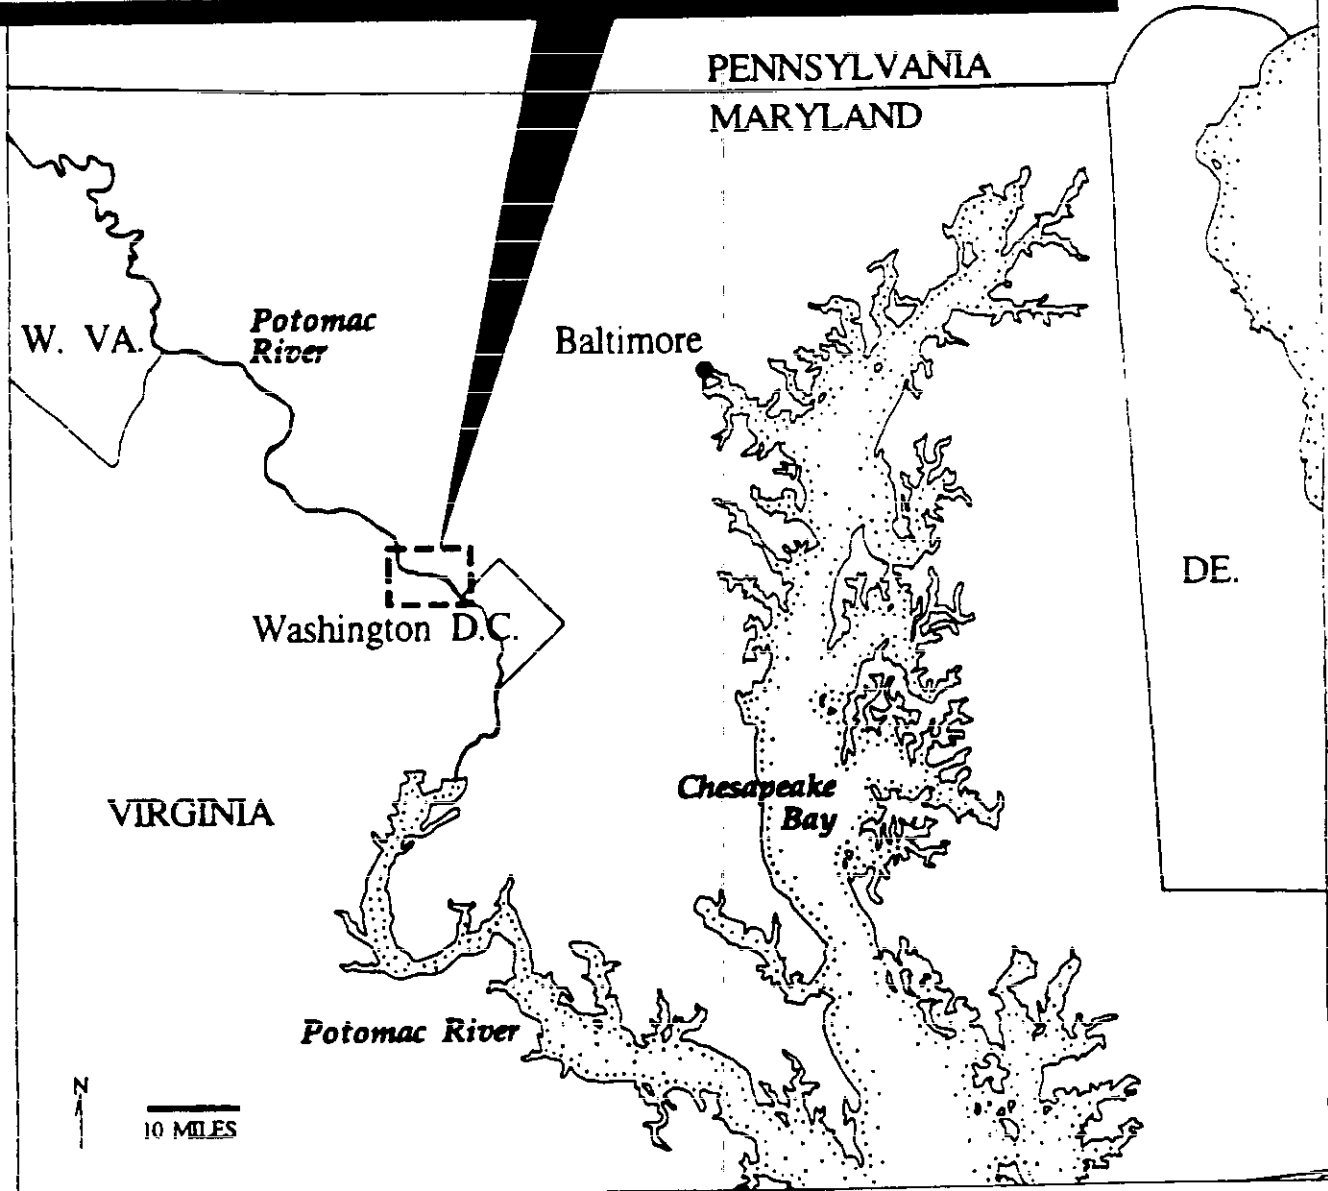 PENNSYLVANIA
MARYLAND
Potomac
River
W. VA.
Baltimore
DE.
Washington D.C.
Chesapeake
Bay
VIRGINIA
Potomac River
N
10 MILES